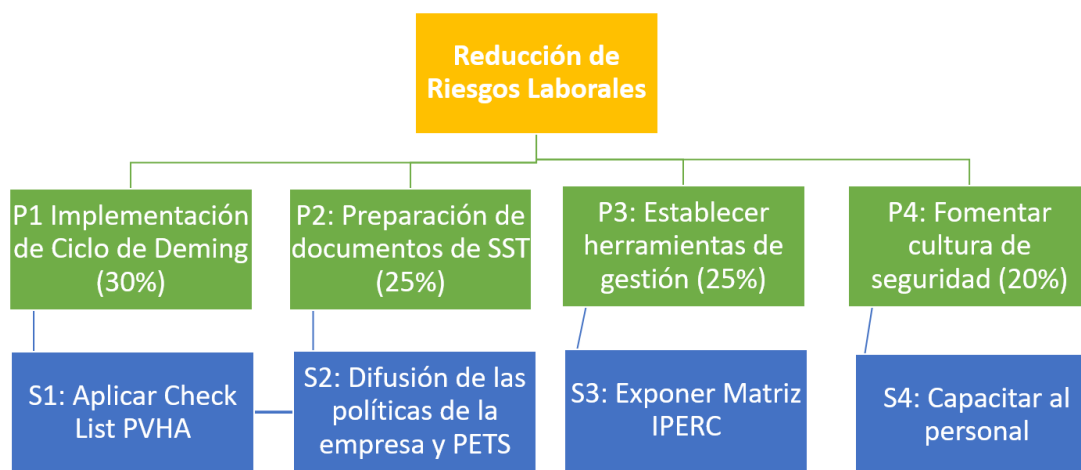 Reducción de
Riesgos Laborales
P1 Implementación
de Ciclo de Deming
(30%)
P2: Preparación de
documentos de SST
(25%)
P3: Establecer
herramientas de
gestión (25%)
P4: Fomentar
cultura de
seguridad (20%)
S1: Aplicar Check
List PVHA
S2: Difusión de las
políticas de la
empresa y PETS
S3: Exponer Matriz
IPERC
S4: Capacitar al
personal